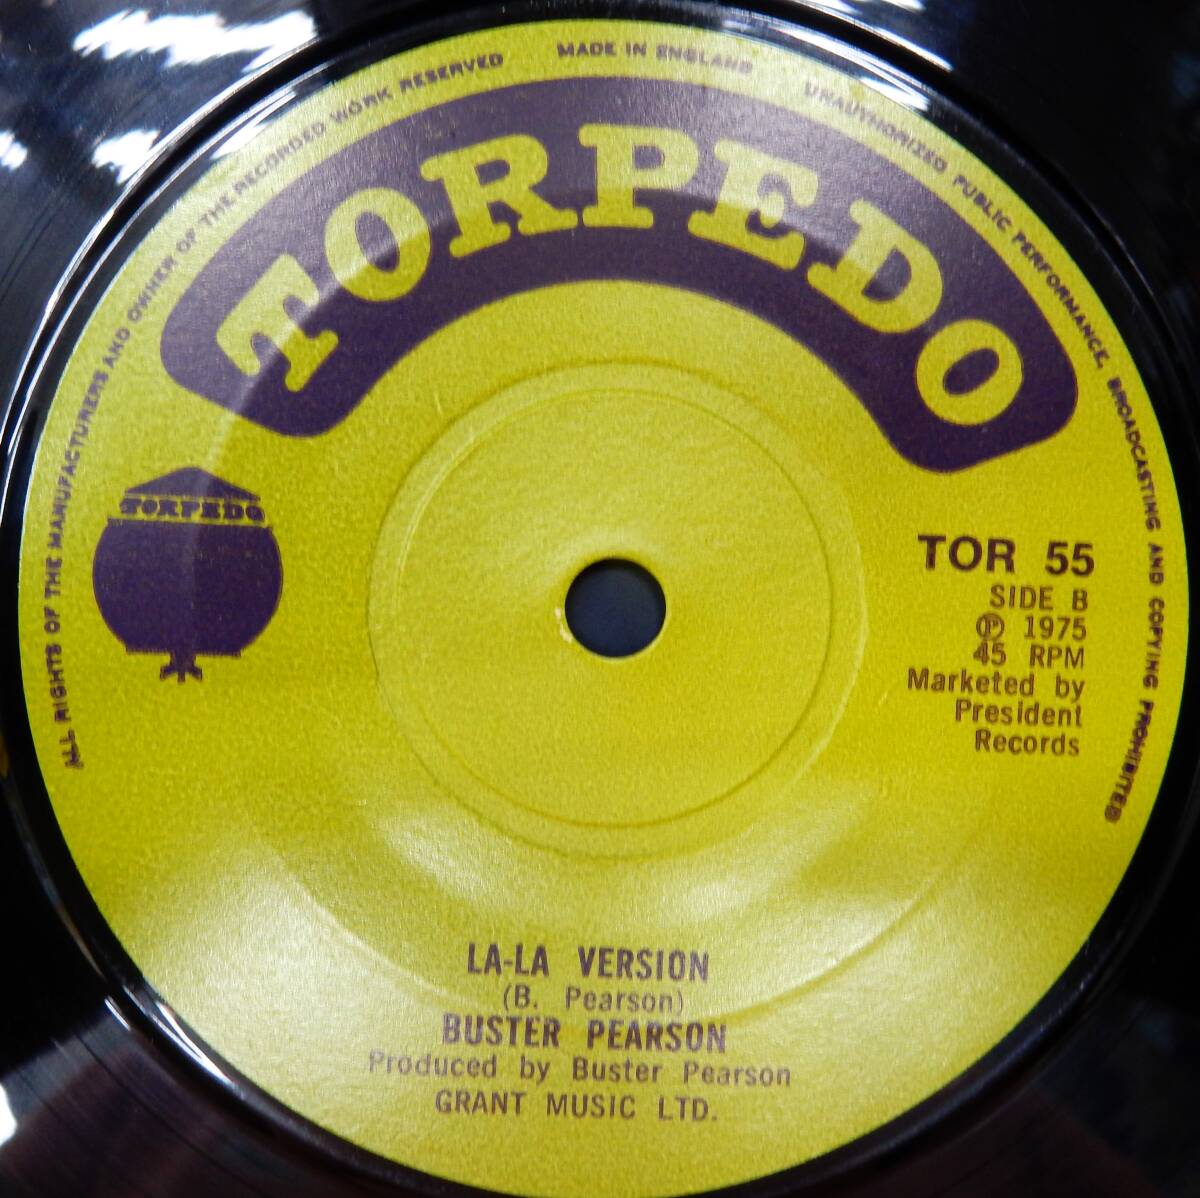 ALL RIGHTS OF THE MANUFACTURERS AND OWNER OF THE RECORDED WORK RESERVED
MADE IN ENGLAND
UNAUTHORIZED PUBLIC PERFORMANCE, BROADCASTING AND COPYING PROHIBITED
TORPEDO
TORPEDO
TOR 55
SIDE B
℗ 1975
45 RPM
Marketed by
President
Records
LA-LA VERSION
(B. Pearson)
BUSTER PEARSON
Produced by Buster Pearson
GRANT MUSIC LTD.